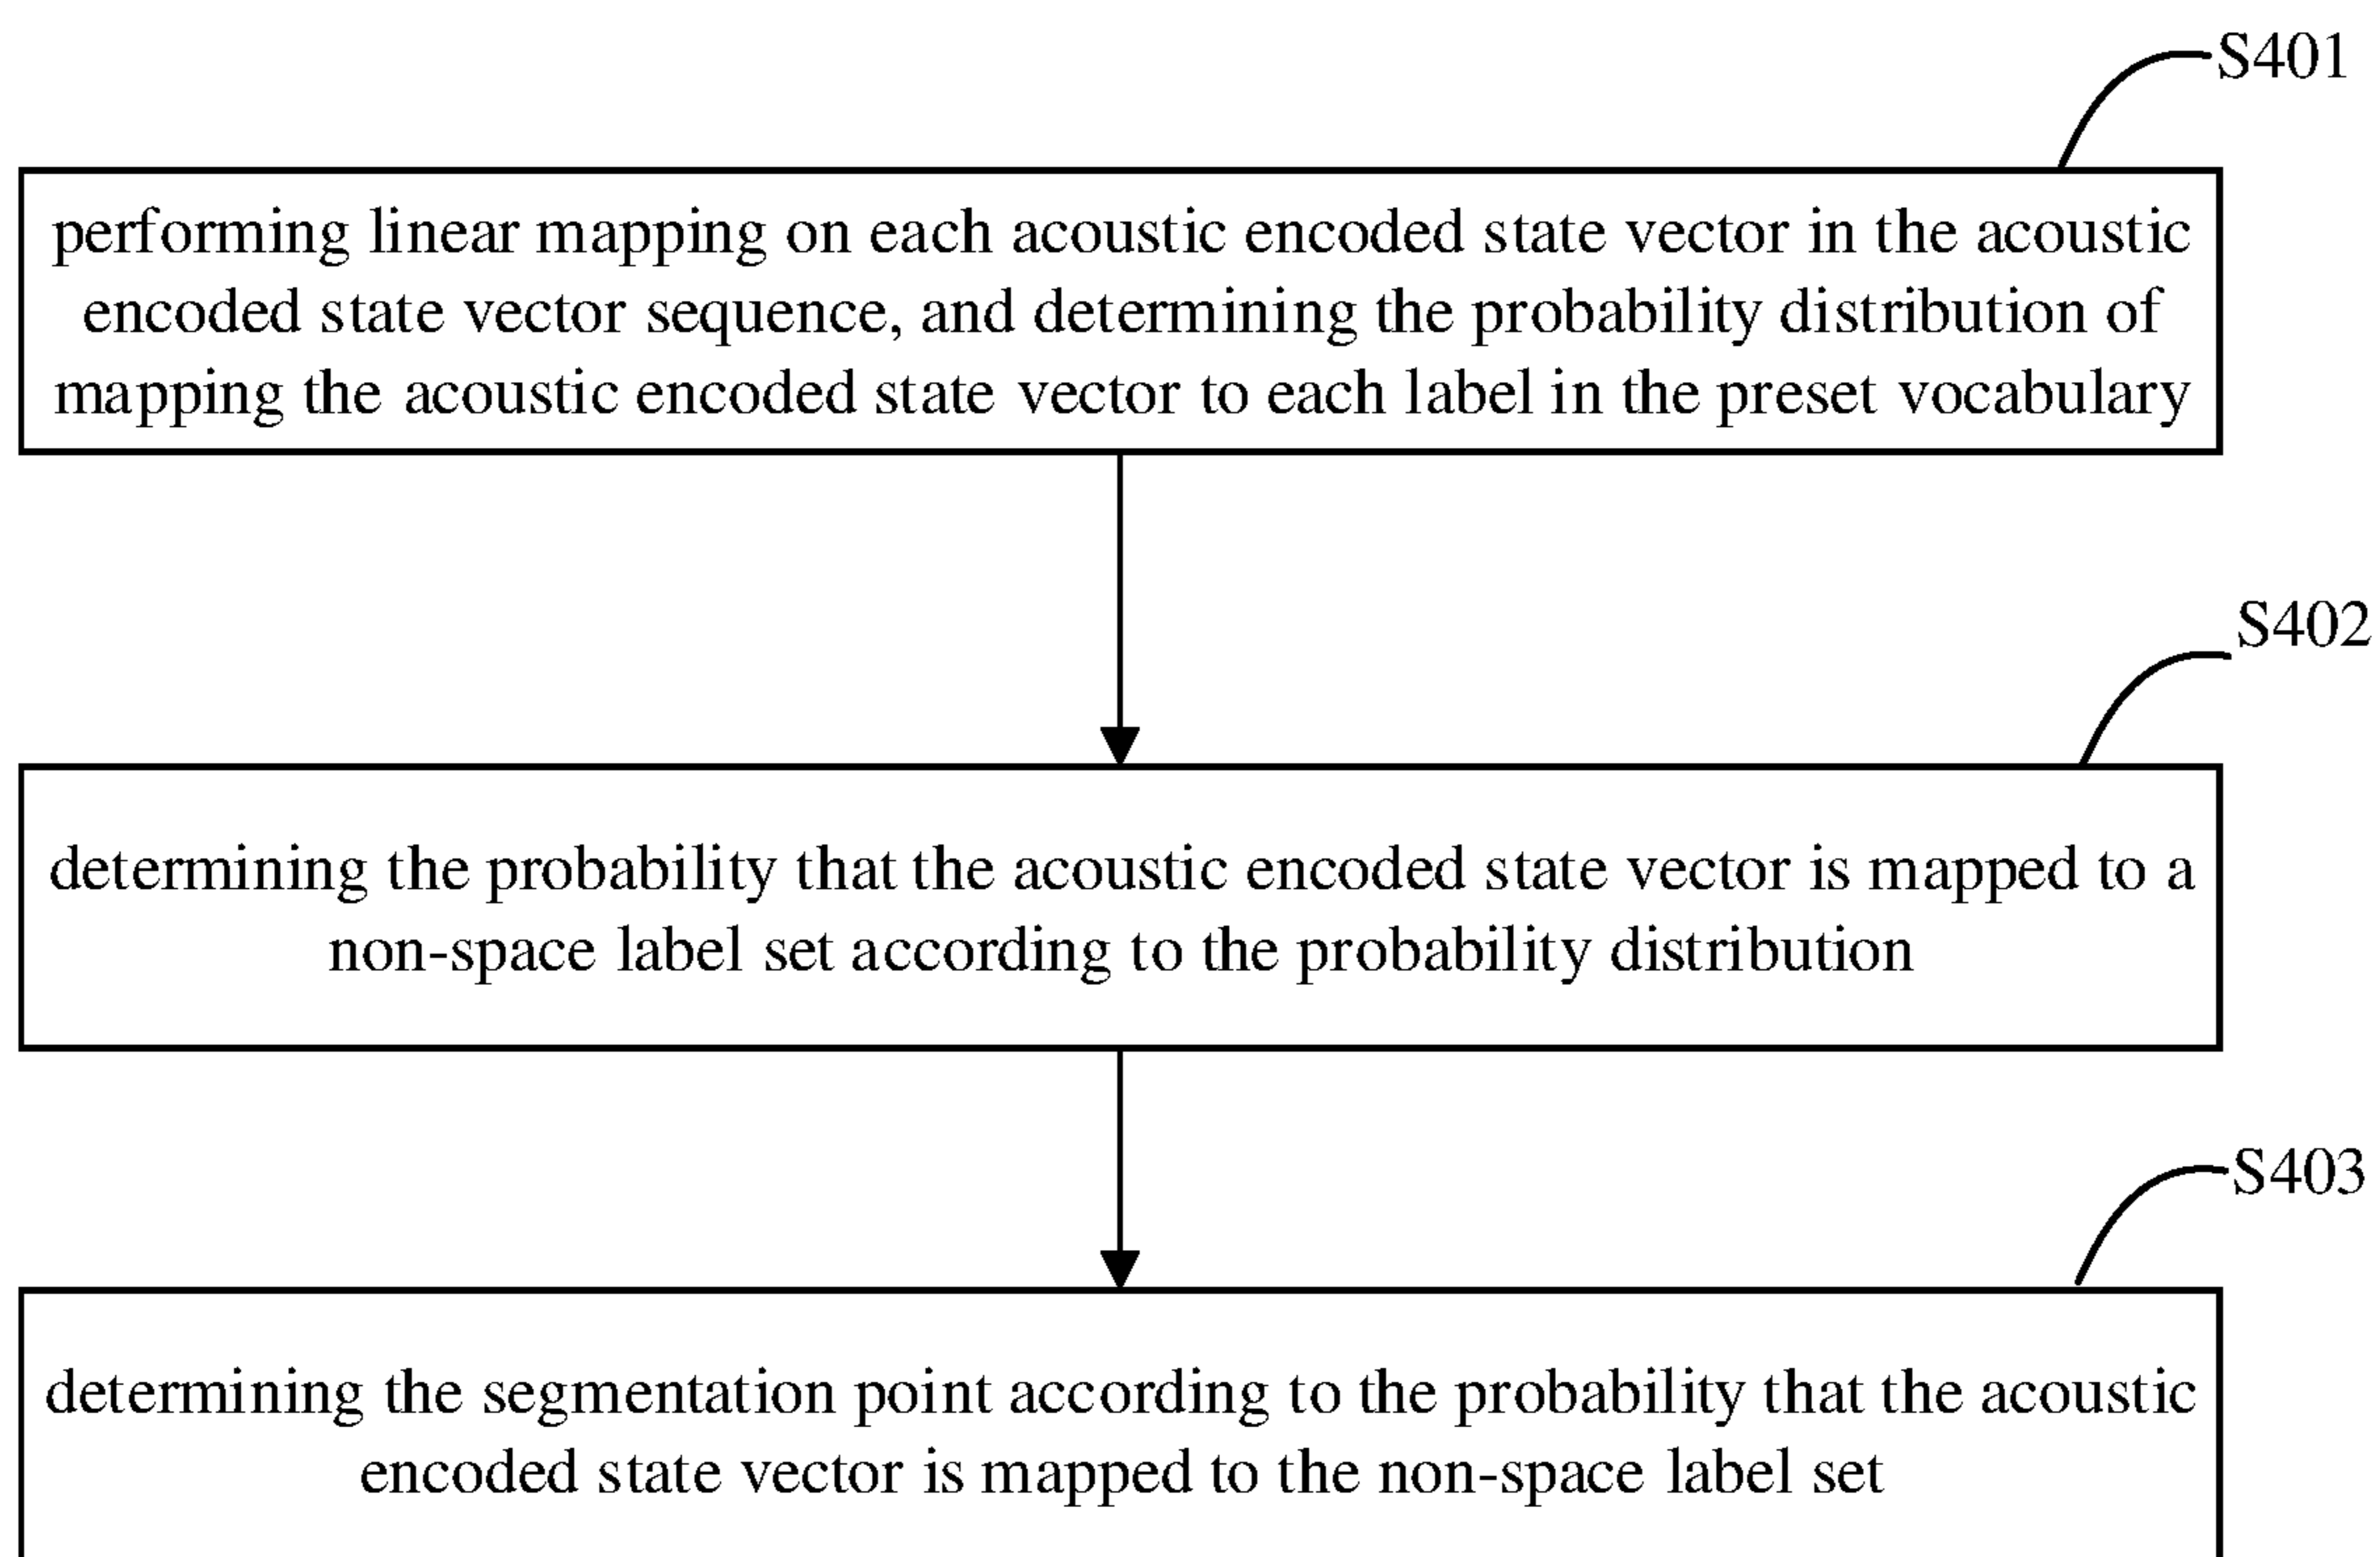 S401
performing linear mapping on each acoustic encoded state vector in the acoustic
encoded state vector sequence, and determining the probability distribution of
mapping the acoustic encoded state vector to each label in the preset vocabulary
S402
determining the probability that the acoustic encoded state vector is mapped to a
non-space label set according to the probability distribution
S403
determining the segmentation point according to the probability that the acoustic
encoded state vector is mapped to the non-space label set